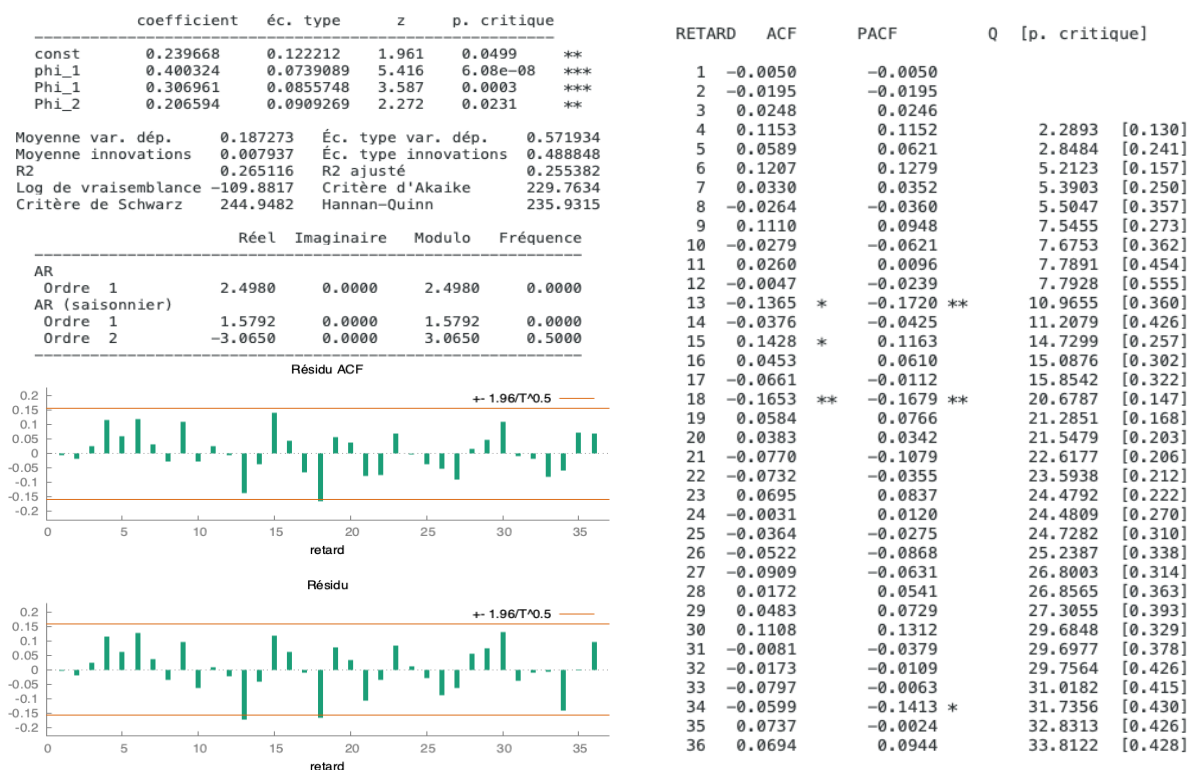 coefficient éc. type z p. critique
const 0.239668 0.122212 1.961 0.0499 **
phi_1 0.400324 0.0739089 5.416 6.08e-08 ***
Phi_1 0.306961 0.0855748 3.587 0.0003 ***
Phi_2 0.206594 0.0909269 2.272 0.0231 **
Moyenne var. dép. 0.187273 Éc. type var. dép. 0.571934
Moyenne innovations 0.007937 Éc. type innovations 0.488848
R2 0.265116 R2 ajusté 0.255382
Log de vraisemblance -109.8817 Critère d'Akaike 229.7634
Critère de Schwarz 244.9482 Hannan-Quinn 235.9315
Réel Imaginaire Modulo Fréquence
AR
Ordre 1 2.4980 0.0000 2.4980 0.0000
AR (saisonnier)
Ordre 1 1.5792 0.0000 1.5792 0.0000
Ordre 2 -3.0650 0.0000 3.0650 0.5000
Résidu ACF
+- 1.96/T^0.5
0.2
0.15
0.1
0.05
0
-0.05
-0.1
-0.15
-0.2
0 5 10 15 20 25 30 35
retard
Résidu
+- 1.96/T^0.5
0.2
0.15
0.1
0.05
0
-0.05
-0.1
-0.15
-0.2
0 5 10 15 20 25 30 35
retard
RETARD ACF PACF Q [p. critique]
1 -0.0050 -0.0050
2 -0.0195 -0.0195
3 0.0248 0.0246
4 0.1153 0.1152 2.2893 [0.130]
5 0.0589 0.0621 2.8484 [0.241]
6 0.1207 0.1279 5.2123 [0.157]
7 0.0330 0.0352 5.3903 [0.250]
8 -0.0264 -0.0360 5.5047 [0.357]
9 0.1110 0.0948 7.5455 [0.273]
10 -0.0279 -0.0621 7.6753 [0.362]
11 0.0260 0.0096 7.7891 [0.454]
12 -0.0047 -0.0239 7.7928 [0.555]
13 -0.1365 * -0.1720 ** 10.9655 [0.360]
14 -0.0376 -0.0425 11.2079 [0.426]
15 0.1428 * 0.1163 14.7299 [0.257]
16 0.0453 0.0610 15.0876 [0.302]
17 -0.0661 -0.0112 15.8542 [0.322]
18 -0.1653 ** -0.1679 ** 20.6787 [0.147]
19 0.0584 0.0766 21.2851 [0.168]
20 0.0383 0.0342 21.5479 [0.203]
21 -0.0770 -0.1079 22.6177 [0.206]
22 -0.0732 -0.0355 23.5938 [0.212]
23 0.0695 0.0837 24.4792 [0.222]
24 -0.0031 0.0120 24.4809 [0.270]
25 -0.0364 -0.0275 24.7282 [0.310]
26 -0.0522 -0.0868 25.2387 [0.338]
27 -0.0909 -0.0631 26.8003 [0.314]
28 0.0172 0.0541 26.8565 [0.363]
29 0.0483 0.0729 27.3055 [0.393]
30 0.1108 0.1312 29.6848 [0.329]
31 -0.0081 -0.0379 29.6977 [0.378]
32 -0.0173 -0.0109 29.7564 [0.426]
33 -0.0797 -0.0063 31.0182 [0.415]
34 -0.0599 -0.1413 * 31.7356 [0.430]
35 0.0737 -0.0024 32.8313 [0.426]
36 0.0694 0.0944 33.8122 [0.428]